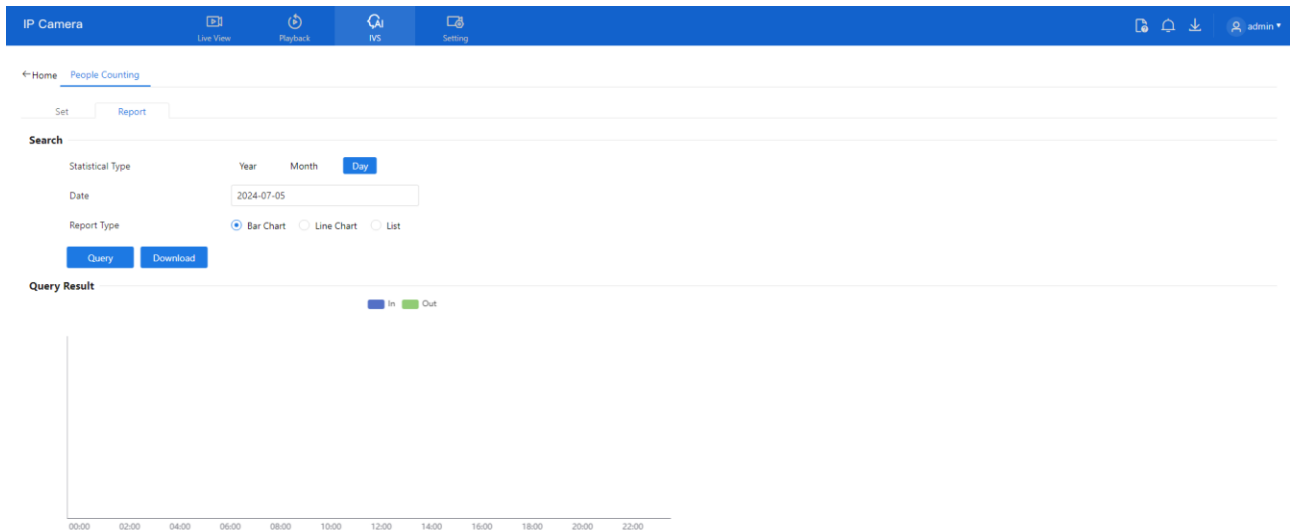 IP Camera
Live View Playback AI IVS Setting admin
←Home People Counting
Set Report
Search
Statistical Type Year Month Day
Date 2024-07-05
Report Type Bar Chart Line Chart List
Query Download
Query Result
In Out
00:00 02:00 04:00 06:00 08:00 10:00 12:00 14:00 16:00 18:00 20:00 22:00